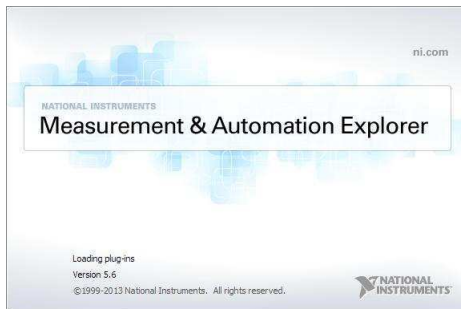 ni.com
NATIONAL INSTRUMENTS
Measurement & Automation Explorer
Loading plug-ins
Version 5.6
©1999-2013 National Instruments. All rights reserved.
NATIONAL
INSTRUMENTS